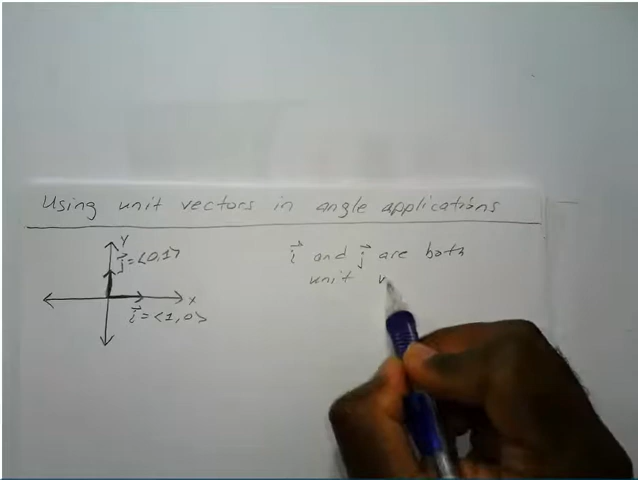 Using unit vectors in angle applications
Y
j⃗ = <0,1>
x
i⃗ = <1,0>
i⃗ and j⃗ are both
unit v